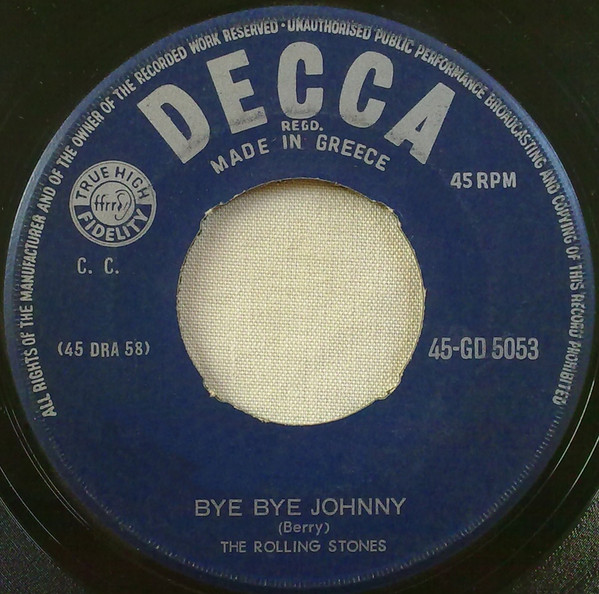 ALL RIGHTS OF THE MANUFACTURER AND OF THE OWNER OF THE RECORDED WORK RESERVED · UNAUTHORISED PUBLIC PERFORMANCE BROADCASTING AND COPYING OF THIS RECORD PROHIBITED
DECCA
REGD.
MADE IN GREECE
45 RPM
TRUE HIGH
ffrr
FIDELITY
C. C.
(45 DRA 58)
45-GD 5053
BYE BYE JOHNNY
(Berry)
THE ROLLING STONES